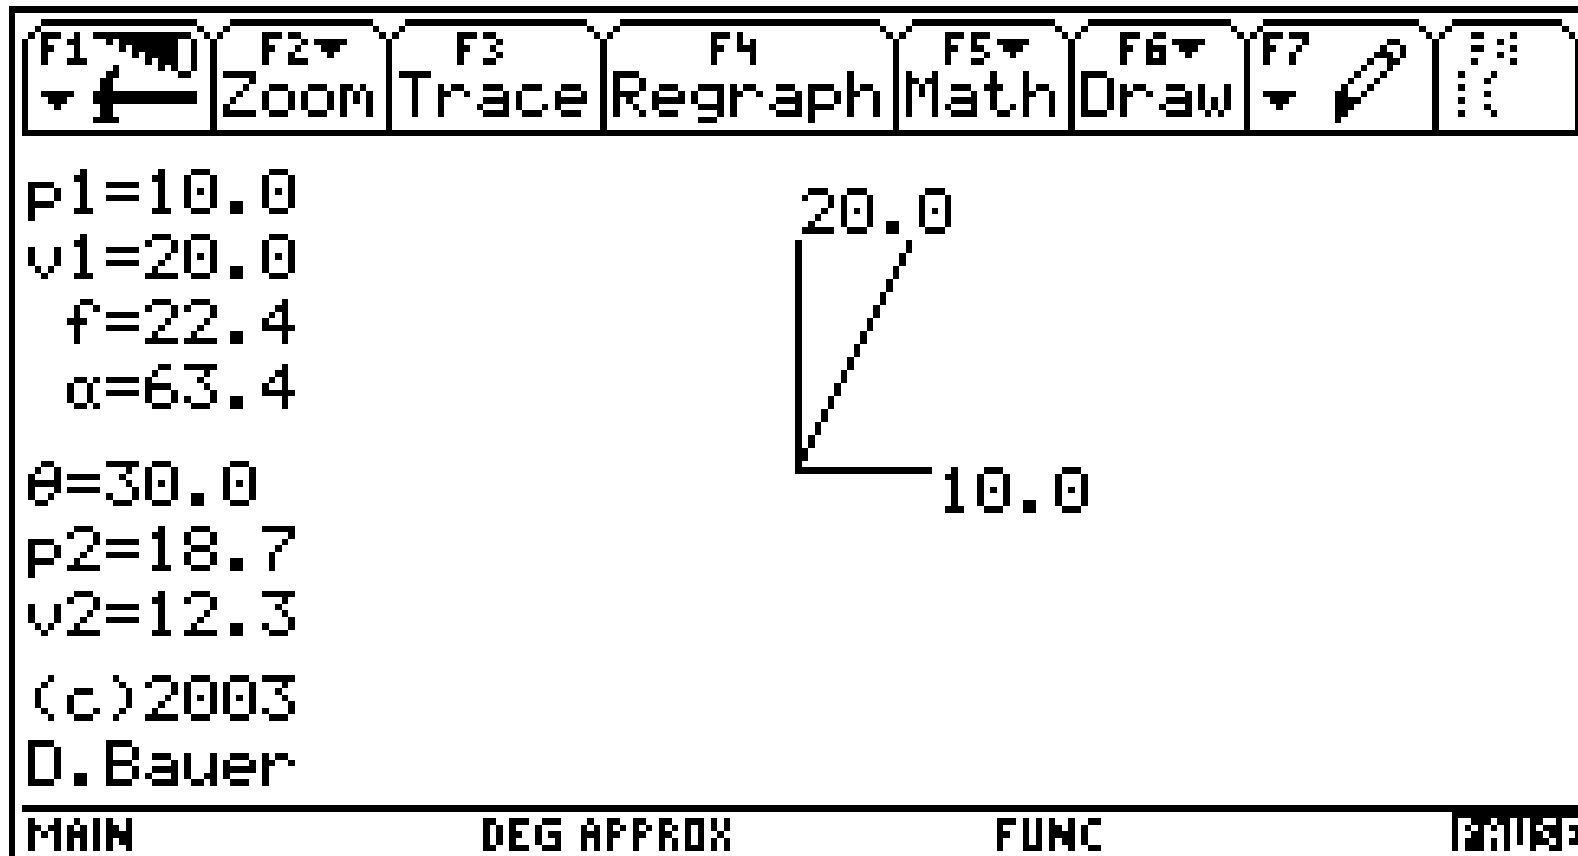 F1 F2 F3 F4 F5 F6 F7
Zoom Trace Regraph Math Draw
p1=10.0
v1=20.0
f=22.4
α=63.4
θ=30.0
p2=18.7
v2=12.3
(c)2003
D.Bauer
20.0
10.0
MAIN DEG APPROX FUNC PAUSE